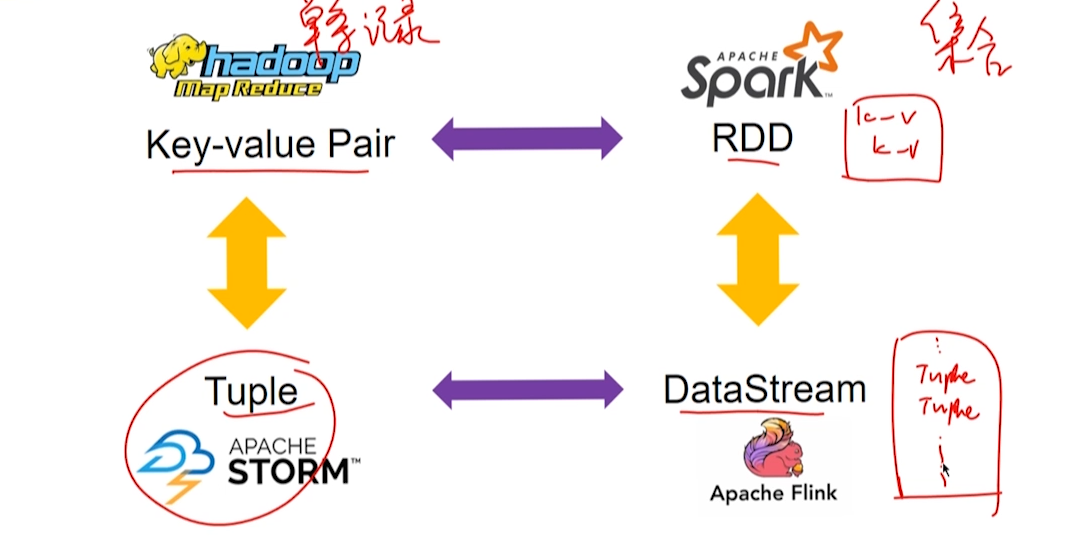 单条记录
集合
hadoop
Map Reduce
APACHE
Spark™
Key-value Pair
RDD
k-v
k-v
Tuple
DataStream
Tuple
Tuple
APACHE
STORM™
Apache Flink